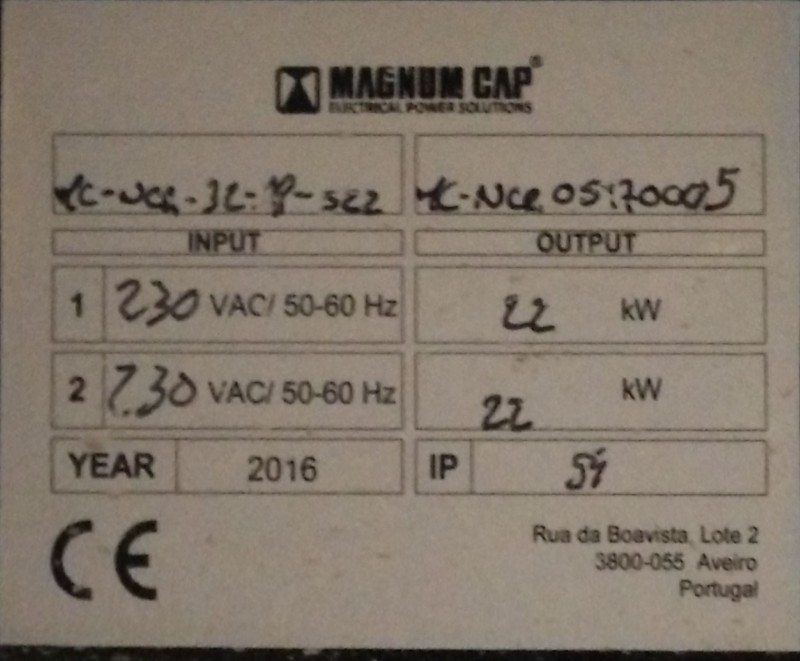 MAGNUM CAP®
ELECTRICAL POWER SOLUTIONS
INPUT OUTPUT
1 230 VAC/ 50-60 Hz 22 kW
2 230 VAC/ 50-60 Hz 22 kW
YEAR 2016 IP 54
CE
Rua da Boavista, Lote 2
3800-055 Aveiro
Portugal